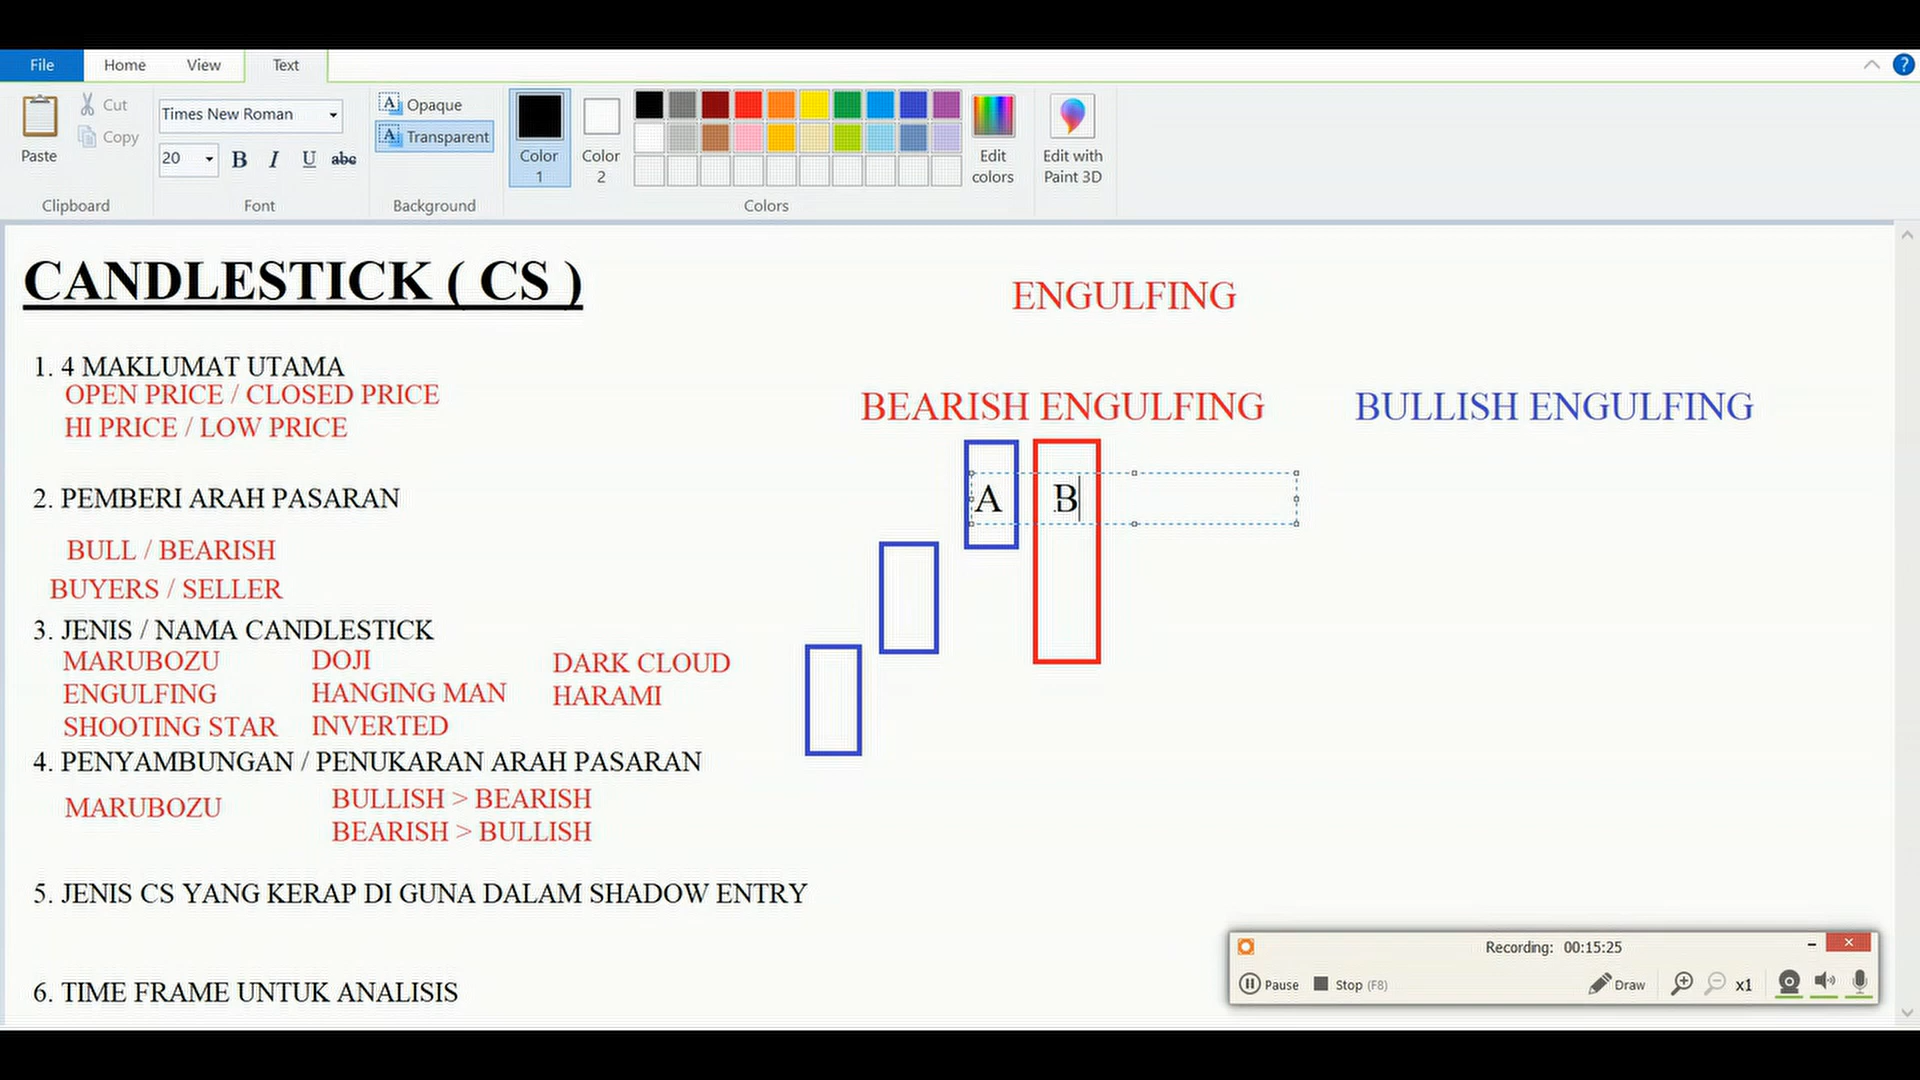 File Home View Text
Paste
Cut
Copy
Clipboard
Times New Roman
20 B I U abc
Font
A Opaque
A Transparent
Background
Color 1
Color 2
Colors
Edit colors
Edit with Paint 3D
?
CANDLESTICK ( CS )
1. 4 MAKLUMAT UTAMA
OPEN PRICE / CLOSED PRICE
HI PRICE / LOW PRICE
2. PEMBERI ARAH PASARAN
BULL / BEARISH
BUYERS / SELLER
3. JENIS / NAMA CANDLESTICK
MARUBOZU DOJI DARK CLOUD
ENGULFING HANGING MAN HARAMI
SHOOTING STAR INVERTED
4. PENYAMBUNGAN / PENUKARAN ARAH PASARAN
MARUBOZU BULLISH > BEARISH
BEARISH > BULLISH
5. JENIS CS YANG KERAP DI GUNA DALAM SHADOW ENTRY
6. TIME FRAME UNTUK ANALISIS
ENGULFING
BEARISH ENGULFING BULLISH ENGULFING
A B
Recording: 00:15:25
Pause Stop (F8) Draw x1